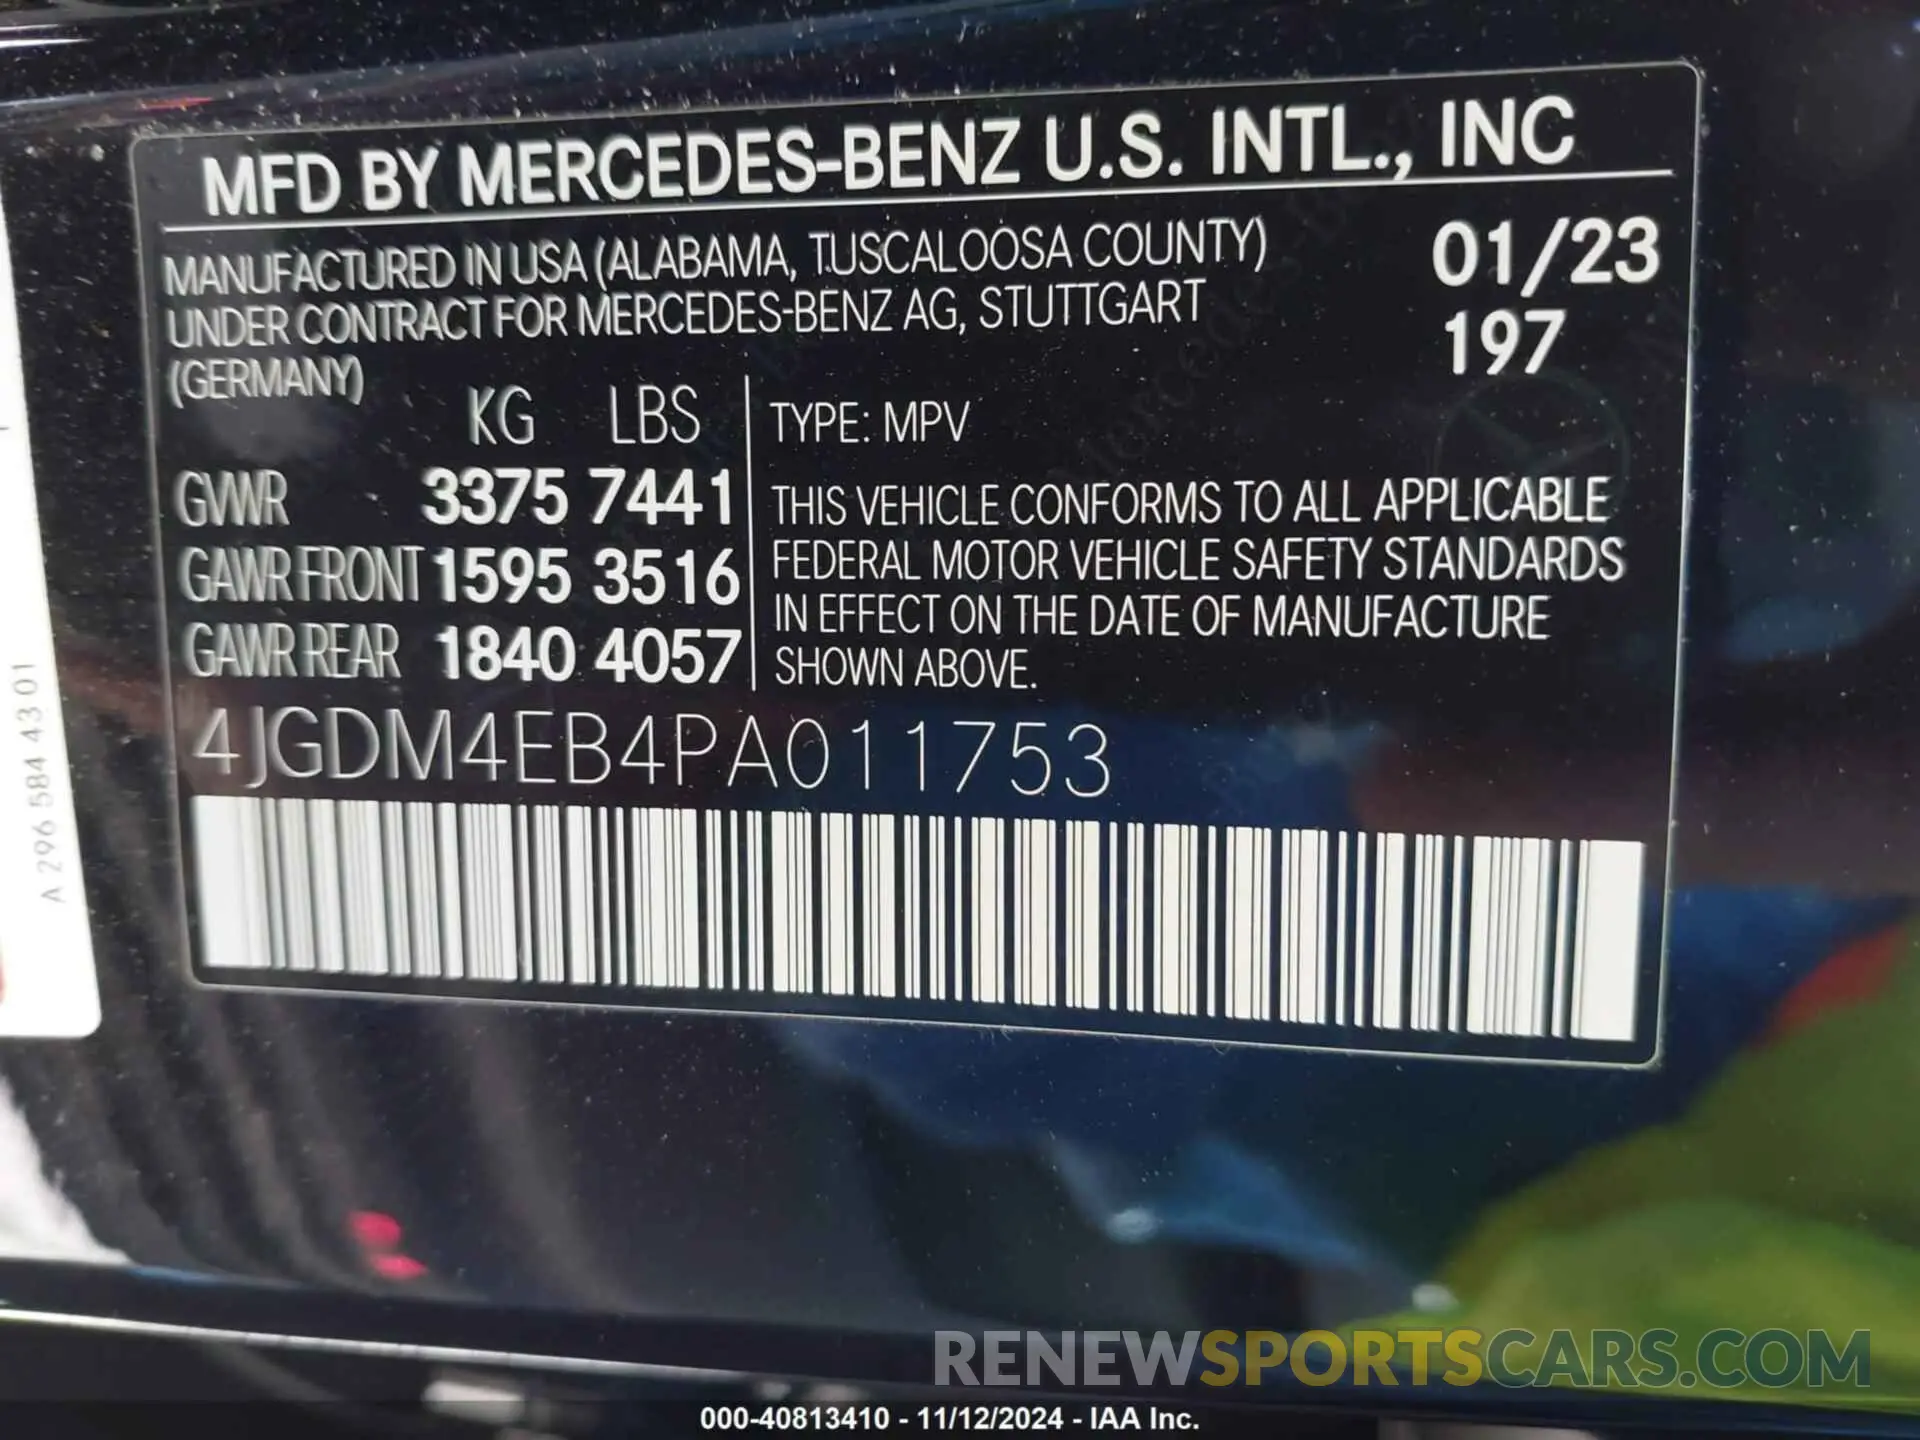 MFD BY MERCEDES-BENZ U.S. INTL., INC
MANUFACTURED IN USA (ALABAMA, TUSCALOOSA COUNTY)
UNDER CONTRACT FOR MERCEDES-BENZ AG, STUTTGART
(GERMANY)
01/23
197
KG LBS
GVWR 3375 7441
GAWR FRONT 1595 3516
GAWR REAR 1840 4057
TYPE: MPV
THIS VEHICLE CONFORMS TO ALL APPLICABLE
FEDERAL MOTOR VEHICLE SAFETY STANDARDS
IN EFFECT ON THE DATE OF MANUFACTURE
SHOWN ABOVE.
4JGDM4EB4PA011753
A 296 584 43 01
RENEWSPORTSCARS.COM
000-40813410 - 11/12/2024 - IAA Inc.